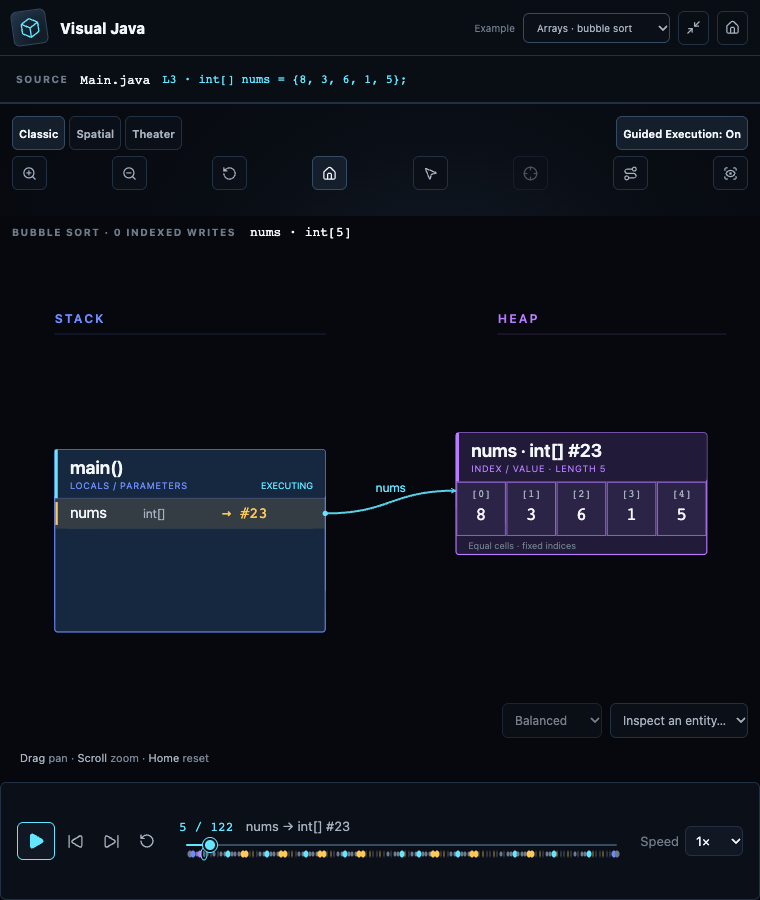 Visual Java
Example
Arrays · bubble sort
SOURCE Main.java L3 · int[] nums = {8, 3, 6, 1, 5};
Classic Spatial Theater
Guided Execution: On
BUBBLE SORT · 0 INDEXED WRITES nums · int[5]
STACK
HEAP
main()
LOCALS / PARAMETERS EXECUTING
nums int[] → #23
nums
nums · int[] #23
INDEX / VALUE · LENGTH 5
[0] [1] [2] [3] [4]
8 3 6 1 5
Equal cells · fixed indices
Balanced
Inspect an entity...
Drag pan · Scroll zoom · Home reset
5 / 122 nums → int[] #23
Speed 1×